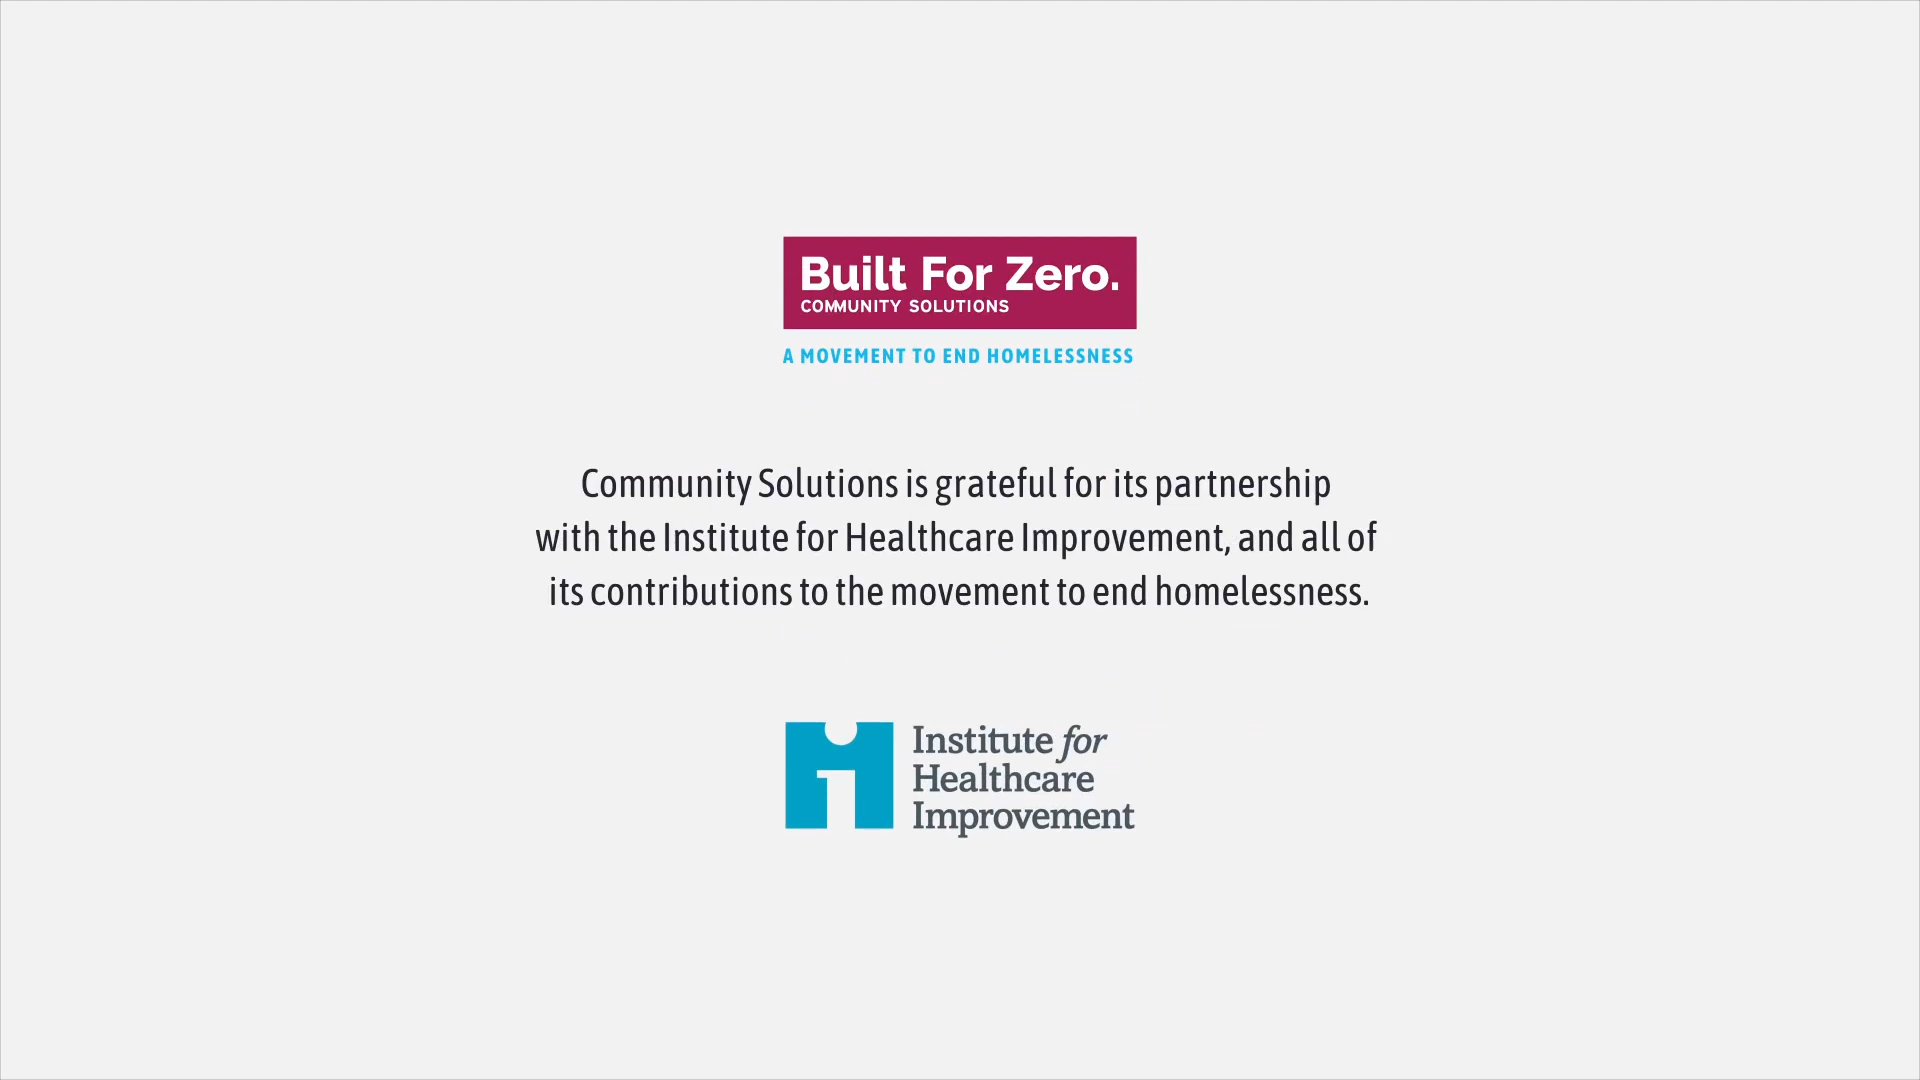 Built For Zero.
COMMUNITY SOLUTIONS
A MOVEMENT TO END HOMELESSNESS
Community Solutions is grateful for its partnership
with the Institute for Healthcare Improvement, and all of
its contributions to the movement to end homelessness.
Institute for
Healthcare
Improvement